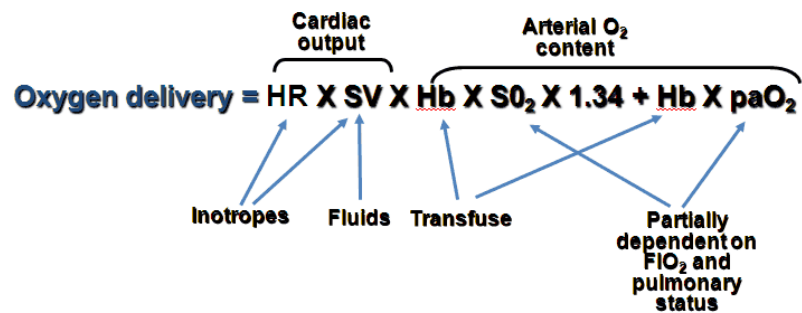 Cardiac
output
Arterial O₂
content
Oxygen delivery = HR X SV X Hb X S0₂ X 1.34 + Hb X paO₂
Inotropes
Fluids
Transfuse
Partially
dependent on
FIO₂ and
pulmonary
status